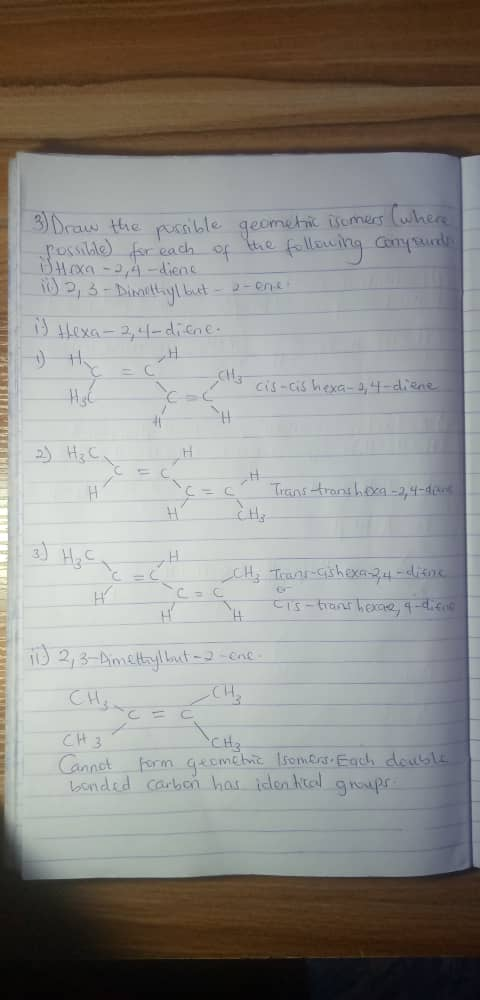 3) Draw the possible geometric isomers (where
possible) for each of the following compounds
i) Hexa-2,4-diene
ii) 2,3-Dimethylbut-2-ene.
i) Hexa-2,4-diene.
1) H H
C = C
H3C CH3
C = C cis-cis hexa-2,4-diene
H H
2) H3C H
C = C H
H C = C Trans-trans hexa-2,4-diene
H CH3
3) H3C H
C = C CH3 Trans-cis hexa-2,4-diene
H C = C or
H H Cis-trans hexa-2,4-diene
ii) 2,3-Dimethylbut-2-ene.
CH3 CH3
C = C
CH3 CH3
Cannot form geometric Isomers. Each double
bonded carbon has identical groups.